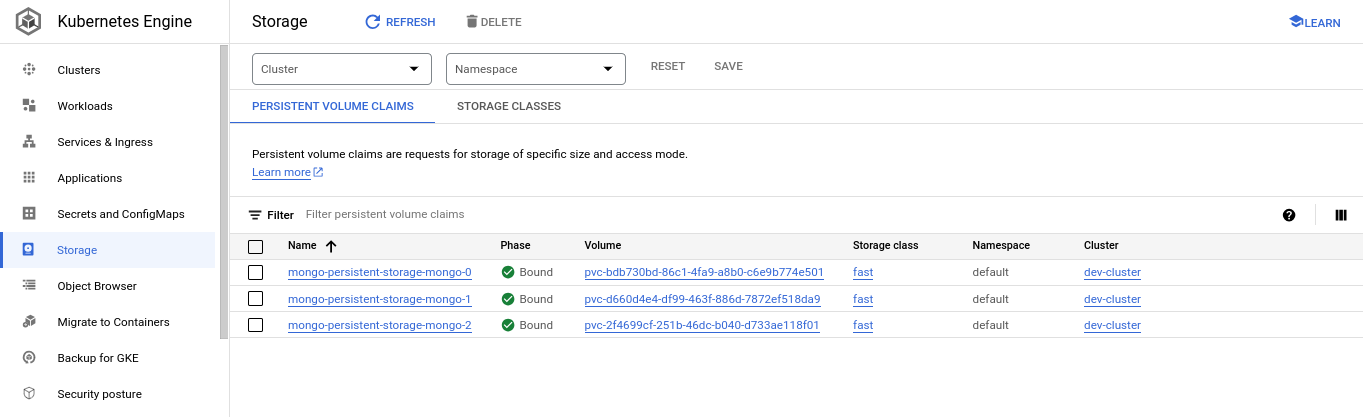 Kubernetes Engine
Storage
REFRESH
DELETE
LEARN
Clusters
Workloads
Services & Ingress
Applications
Secrets and ConfigMaps
Storage
Object Browser
Migrate to Containers
Backup for GKE
Security posture
Cluster
Namespace
RESET
SAVE
PERSISTENT VOLUME CLAIMS
STORAGE CLASSES
Persistent volume claims are requests for storage of specific size and access mode.
Learn more
Filter Filter persistent volume claims
Name Phase Volume Storage class Namespace Cluster
mongo-persistent-storage-mongo-0 Bound pvc-bdb730bd-86c1-4fa9-a8b0-c6e9b774e501 fast default dev-cluster
mongo-persistent-storage-mongo-1 Bound pvc-d660d4e4-df99-463f-886d-7872ef518da9 fast default dev-cluster
mongo-persistent-storage-mongo-2 Bound pvc-2f4699cf-251b-46dc-b040-d733ae118f01 fast default dev-cluster